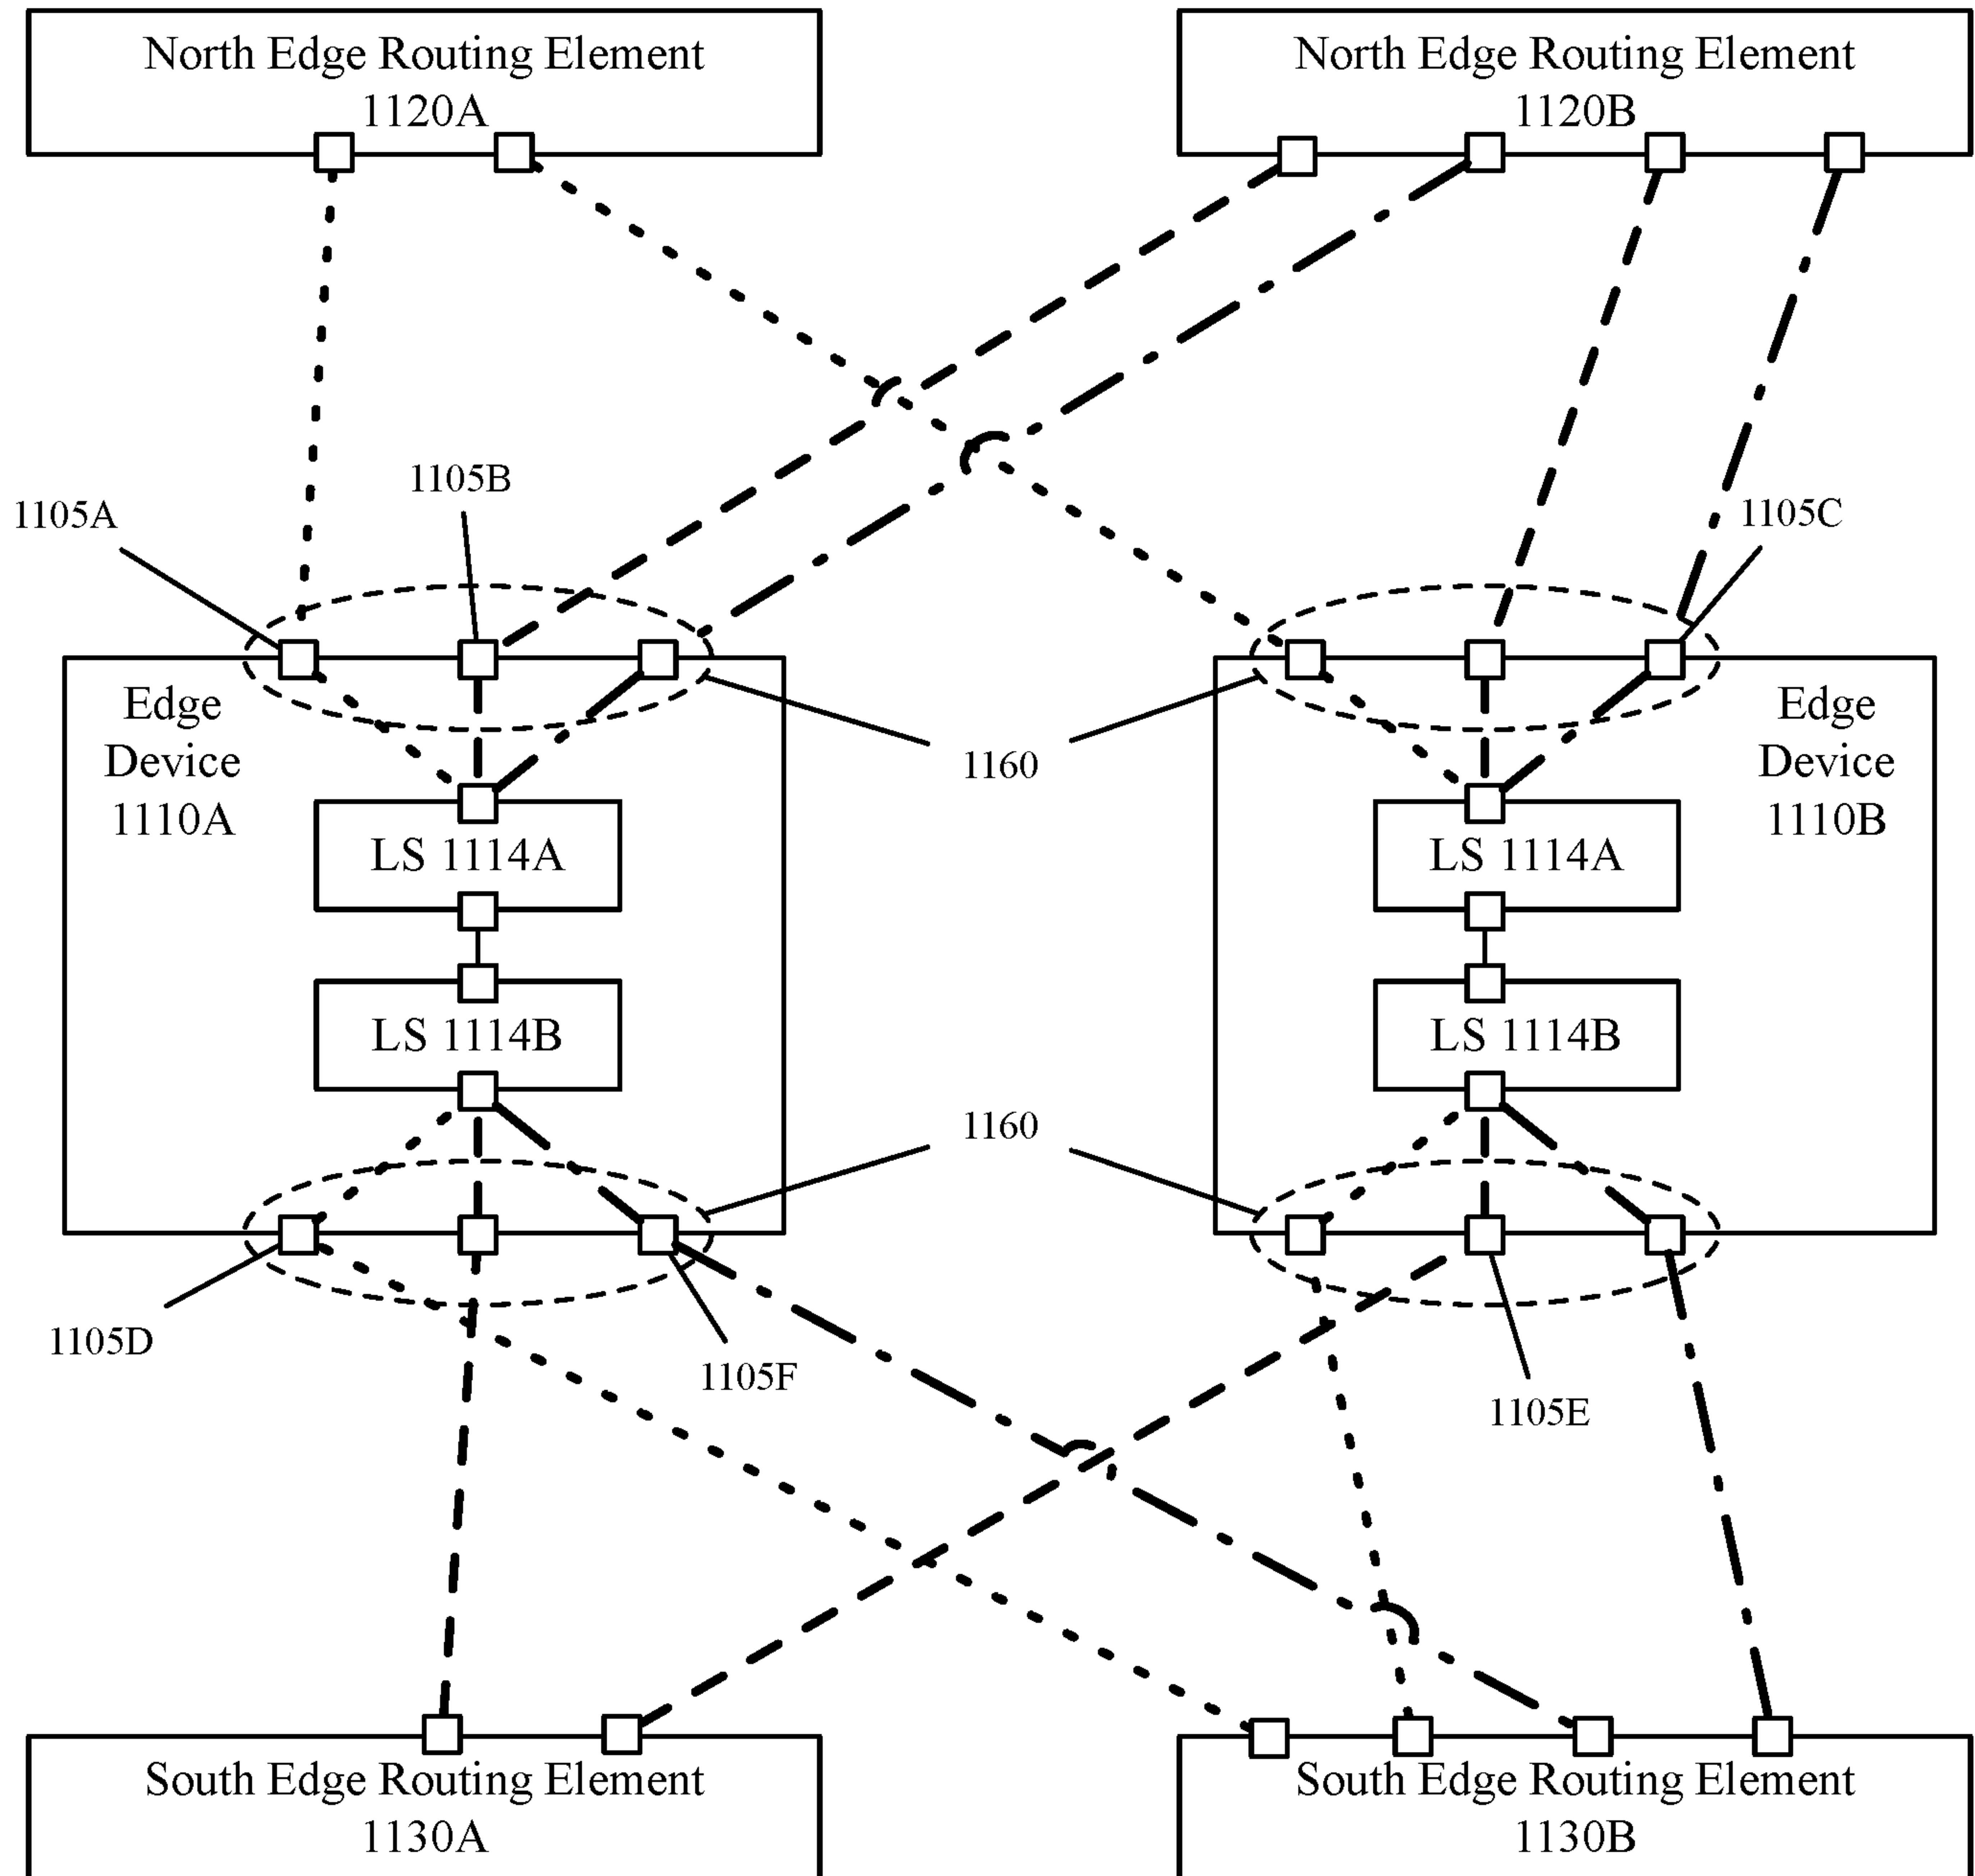 North Edge Routing Element
1120A
North Edge Routing Element
1120B
1105A
1105B
1105C
Edge
Device
1110A
1160
Edge
Device
1110B
LS 1114A
LS 1114A
LS 1114B
LS 1114B
1160
1105D
1105F
1105E
South Edge Routing Element
1130A
South Edge Routing Element
1130B